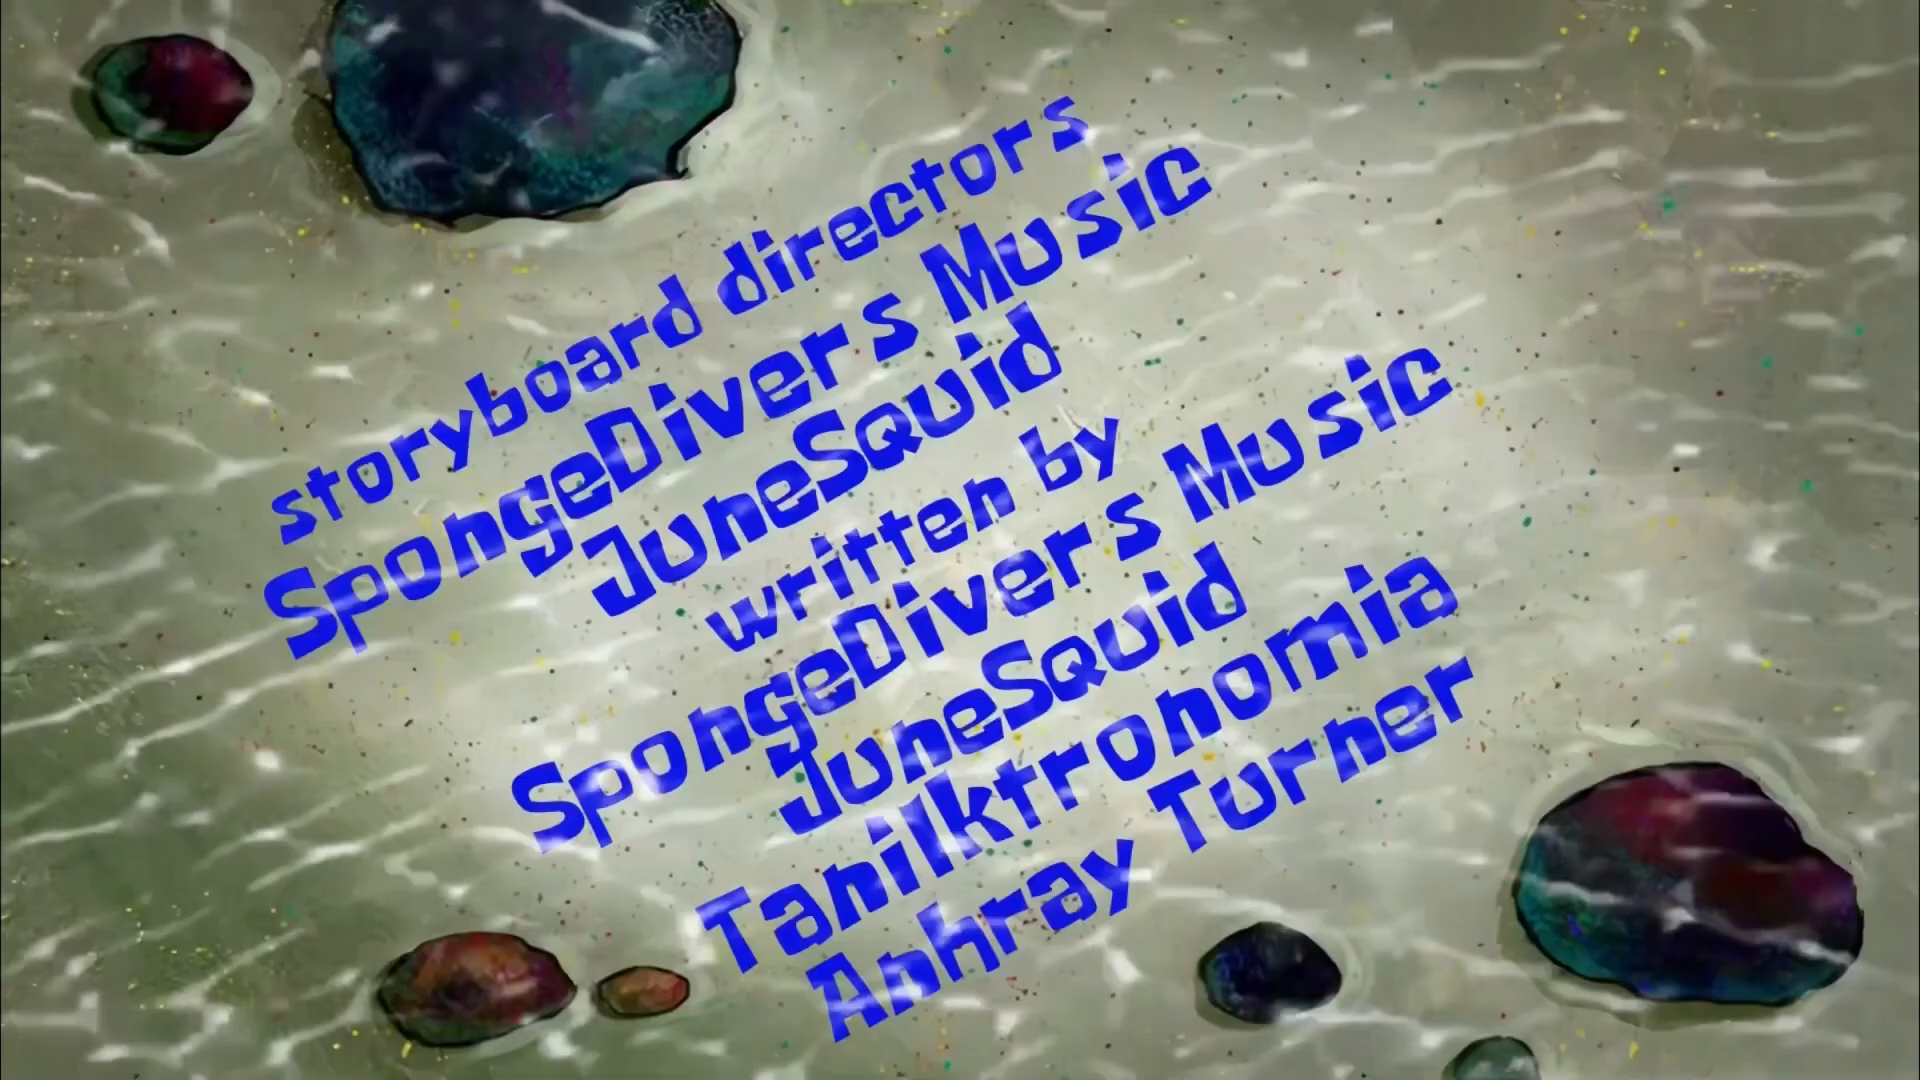 storyboard directors
SpongeDivers Music
JuneSquid
written by
SpongeDivers Music
JuneSquid
Tanilktronomia
Anhray Turner